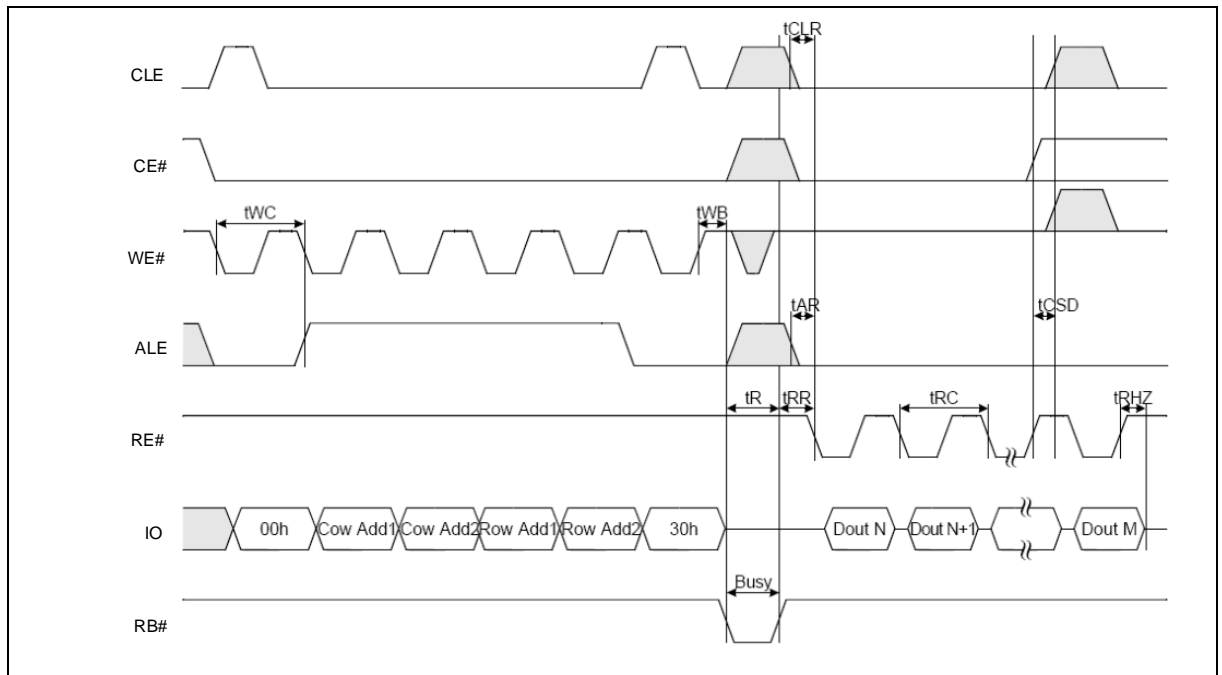 tCLR
CLE
CE#
tWC
tWB
WE#
tAR
tCSD
ALE
tR
tRR
tRC
tRHZ
RE#
IO
00h
Cow Add1
Cow Add2
Row Add1
Row Add2
30h
Dout N
Dout N+1
Dout M
Busy
RB#